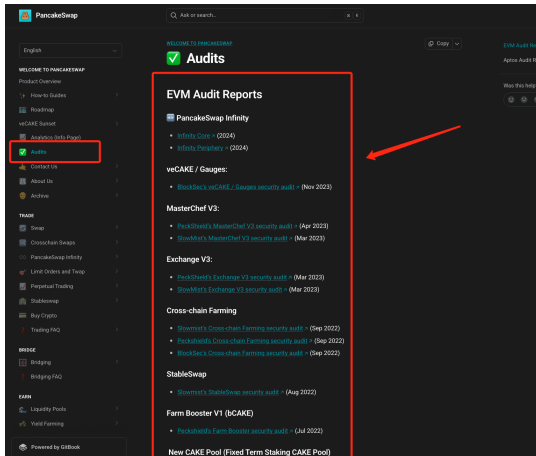 PancakeSwap
Ask or search..
English
WELCOME TO PANCAKESWAP
Product Overview
How-to Guides
Roadmap
veCAKE Sunset
Analytics (Info Page)
Audits
Contact Us
About Us
Archive
TRADE
Swap
Crosschain Swaps
PancakeSwap Infinity
Limit Orders and Twap
Perpetual Trading
Stableswap
Buy Crypto
Trading FAQ
BRIDGE
Bridging
Bridging FAQ
EARN
Liquidity Pools
Yield Farming
Powered by GitBook
WELCOME TO PANCAKESWAP
Audits
Copy
EVM Audit Reports
PancakeSwap Infinity
Infinity Core (2024)
Infinity Periphery (2024)
veCAKE / Gauges:
BlockSec's veCAKE / Gauges security audit (Nov 2023)
MasterChef V3:
PeckShield's MasterChef V3 security audit (Apr 2023)
SlowMist's MasterChef V3 security audit (Mar 2023)
Exchange V3:
PeckShield's Exchange V3 security audit (Mar 2023)
SlowMist's Exchange V3 security audit (Mar 2023)
Cross-chain Farming
Slowmist's Cross-chain Farming security audit (Sep 2022)
Peckshield's Cross-chain Farming security audit (Sep 2022)
BlockSec's Cross-chain Farming security audit (Sep 2022)
StableSwap
Slowmist's StableSwap security audit (Aug 2022)
Farm Booster V1 (bCAKE)
Peckshield's Farm Booster security audit (Jul 2022)
New CAKE Pool (Fixed Term Staking CAKE Pool)
EVM Audit Re
Aptos Audit R
Was this help